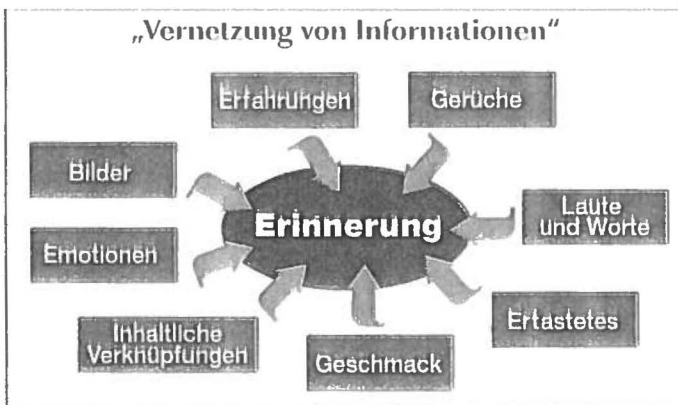 „Vernetzung von Informationen“
Erfahrungen
Gerüche
Bilder
Erinnerung
Laute
und Worte
Emotionen
Ertastetes
Inhaltliche
Verknüpfungen
Geschmack